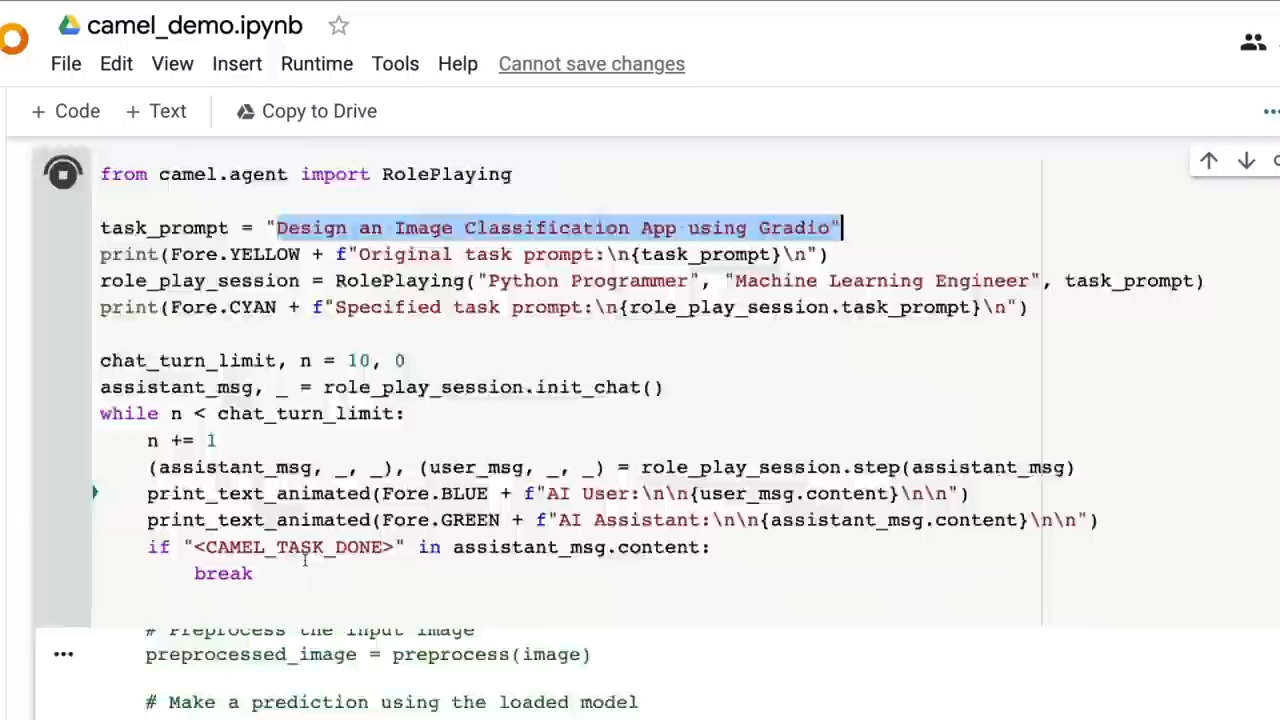 camel_demo.ipynb
File Edit View Insert Runtime Tools Help Cannot save changes
+ Code + Text Copy to Drive
from camel.agent import RolePlaying
task_prompt = "Design an Image Classification App using Gradio"
print(Fore.YELLOW + f"Original task prompt:\n{task_prompt}\n")
role_play_session = RolePlaying("Python Programmer", "Machine Learning Engineer", task_prompt)
print(Fore.CYAN + f"Specified task prompt:\n{role_play_session.task_prompt}\n")
chat_turn_limit, n = 10, 0
assistant_msg, _ = role_play_session.init_chat()
while n < chat_turn_limit:
    n += 1
    (assistant_msg, _, _), (user_msg, _, _) = role_play_session.step(assistant_msg)
    print_text_animated(Fore.BLUE + f"AI User:\n\n{user_msg.content}\n\n")
    print_text_animated(Fore.GREEN + f"AI Assistant:\n\n{assistant_msg.content}\n\n")
    if "<CAMEL_TASK_DONE>" in assistant_msg.content:
        break
# Preprocess the input image
preprocessed_image = preprocess(image)
# Make a prediction using the loaded model